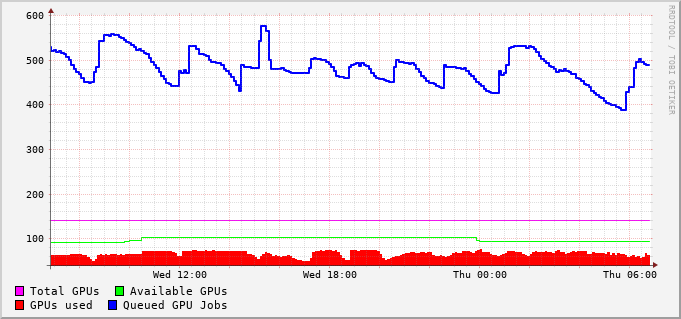 600
500
400
300
200
100
Wed 12:00 Wed 18:00 Thu 00:00 Thu 06:00
Total GPUs Available GPUs
GPUs used Queued GPU Jobs
RRDTOOL / TOBI OETIKER